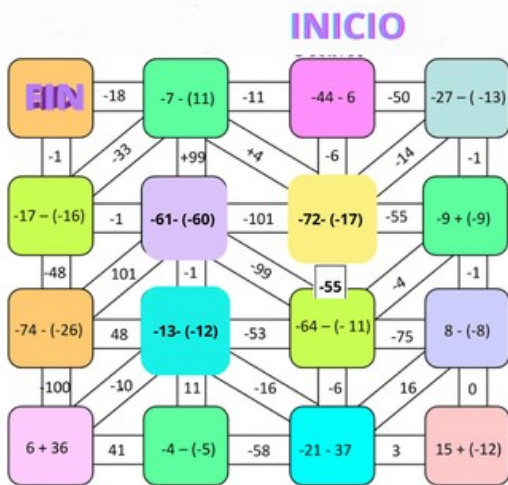 INICIO
FIN -18 -7 - (11) -11 -44 - 6 -50 -27 – ( -13)
-1 -33 +99 +4 -6 -14 -1
-17 – (-16) -1 -61- (-60) -101 -72- (-17) -55 -9 + (-9)
-48 101 -1 -99 -55 -4 -1
-74 - (-26) 48 -13- (-12) -53 -64 – (- 11) -75 8 - (-8)
-100 -10 11 -16 -6 16 0
6 + 36 41 -4 – (-5) -58 -21 - 37 3 15 + (-12)